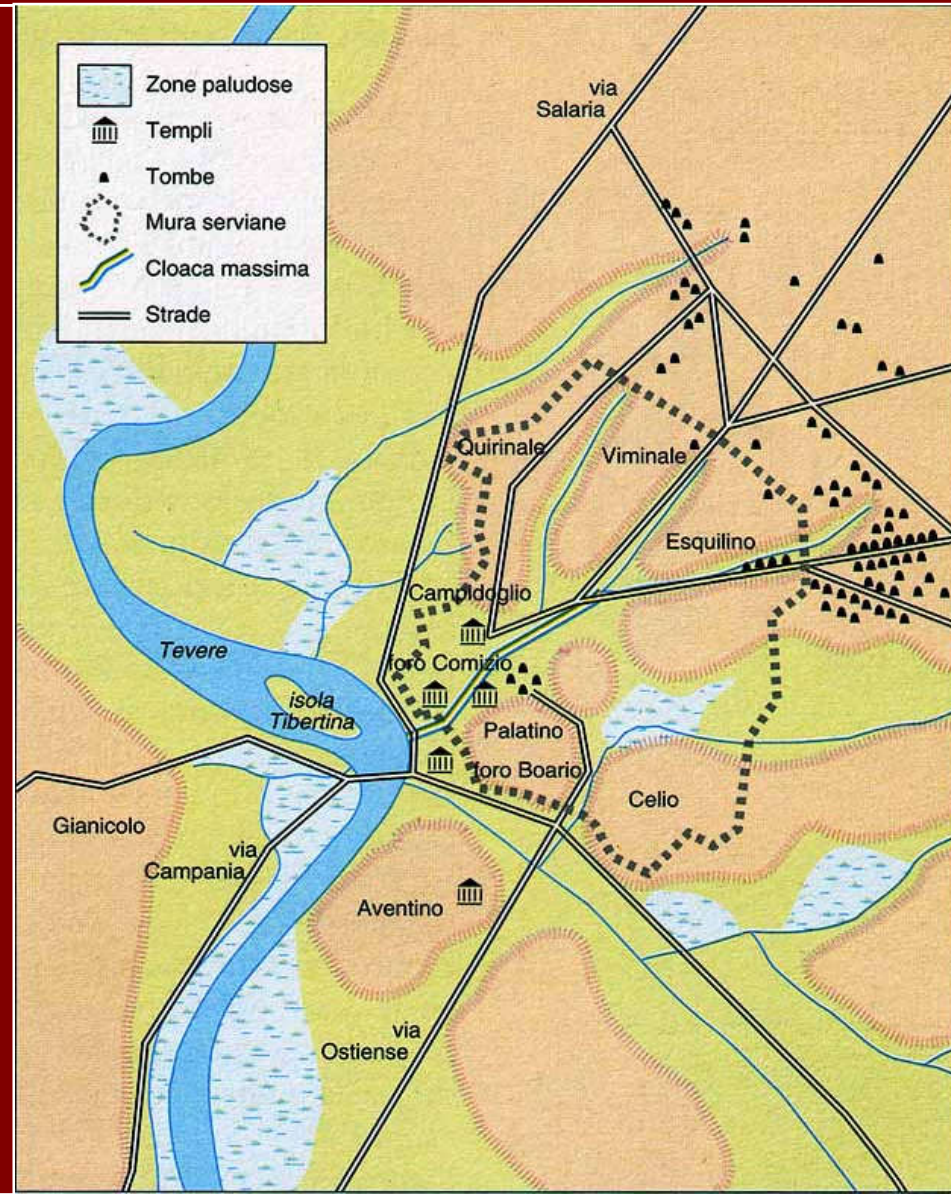 Zone paludose
Templi
Tombe
Mura serviane
Cloaca massima
Strade
via
Salaria
Quirinale
Viminale
Esquilino
Campidoglio
foro Comizio
Tevere
isola
Tibertina
Palatino
foro Boario
Celio
Gianicolo
via
Campania
Aventino
via
Ostiense